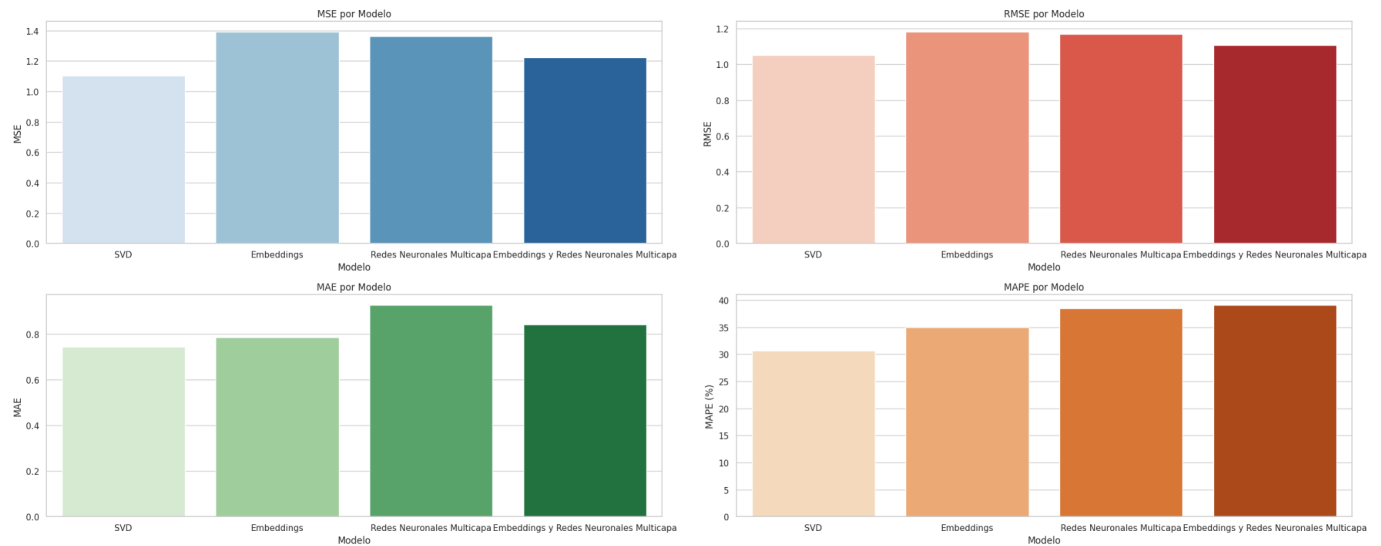 MSE por Modelo
1.4
1.2
1.0
0.8
0.6
0.4
0.2
0.0
MSE
SVD
Embeddings
Redes Neuronales Multicapa
Embeddings y Redes Neuronales Multicapa
Modelo
RMSE por Modelo
1.2
1.0
0.8
0.6
0.4
0.2
0.0
RMSE
SVD
Embeddings
Redes Neuronales Multicapa
Embeddings y Redes Neuronales Multicapa
Modelo
MAE por Modelo
0.8
0.6
0.4
0.2
0.0
MAE
SVD
Embeddings
Redes Neuronales Multicapa
Embeddings y Redes Neuronales Multicapa
Modelo
MAPE por Modelo
40
35
30
25
20
15
10
5
0
MAPE (%)
SVD
Embeddings
Redes Neuronales Multicapa
Embeddings y Redes Neuronales Multicapa
Modelo